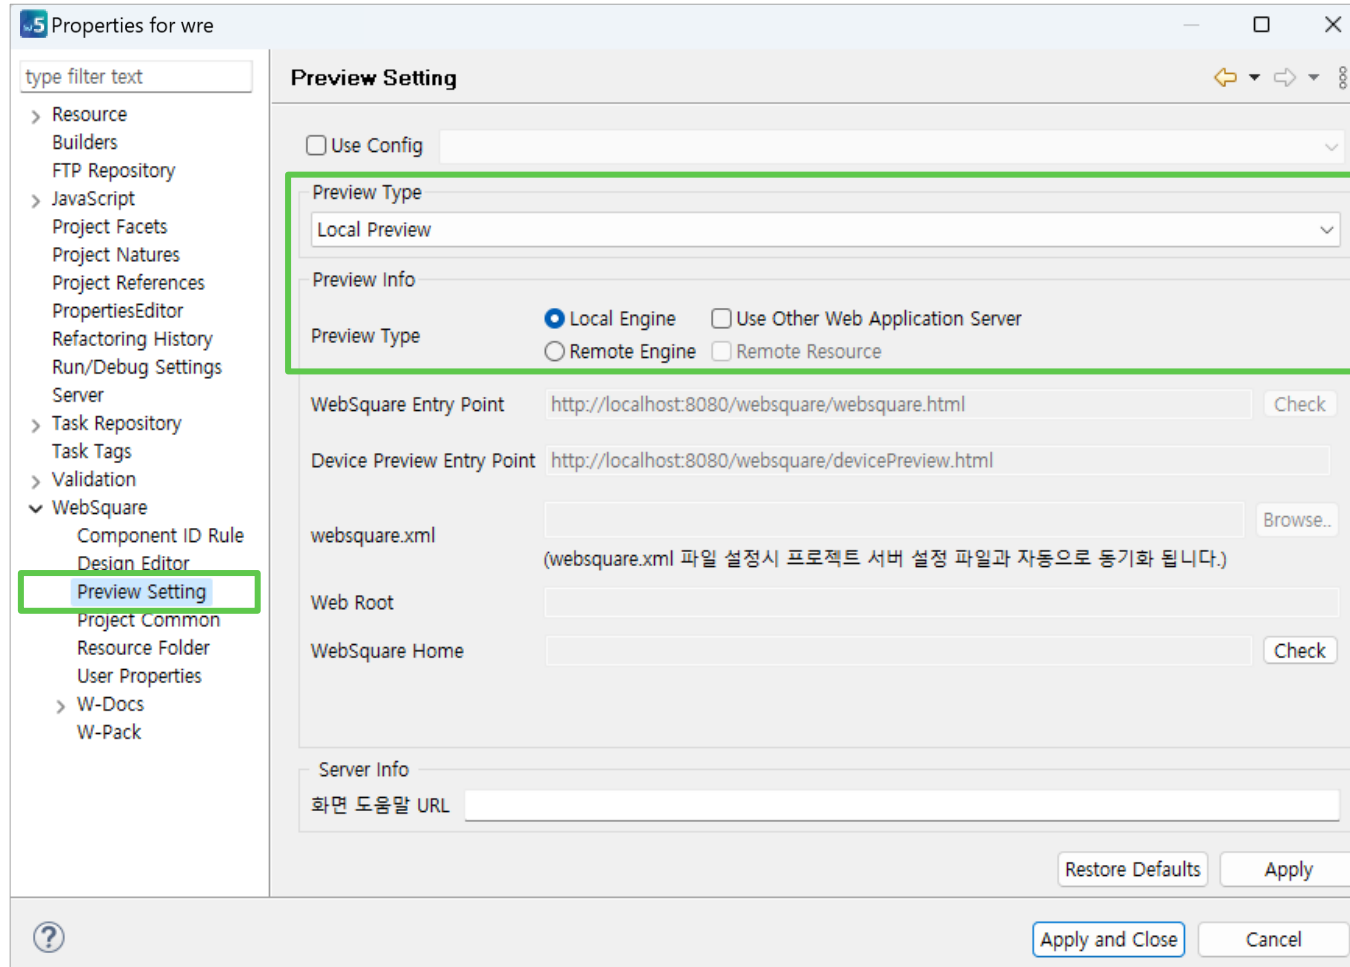 w5 Properties for wre
type filter text
Resource
Builders
FTP Repository
JavaScript
Project Facets
Project Natures
Project References
PropertiesEditor
Refactoring History
Run/Debug Settings
Server
Task Repository
Task Tags
Validation
WebSquare
Component ID Rule
Design Editor
Preview Setting
Project Common
Resource Folder
User Properties
W-Docs
W-Pack
Preview Setting
Use Config
Preview Type
Local Preview
Preview Info
Preview Type
Local Engine Use Other Web Application Server
Remote Engine Remote Resource
WebSquare Entry Point http://localhost:8080/websquare/websquare.html Check
Device Preview Entry Point http://localhost:8080/websquare/devicePreview.html
websquare.xml Browse..
(websquare.xml 파일 설정시 프로젝트 서버 설정 파일과 자동으로 동기화 됩니다.)
Web Root
WebSquare Home Check
Server Info
화면 도움말 URL
Restore Defaults Apply
? Apply and Close Cancel